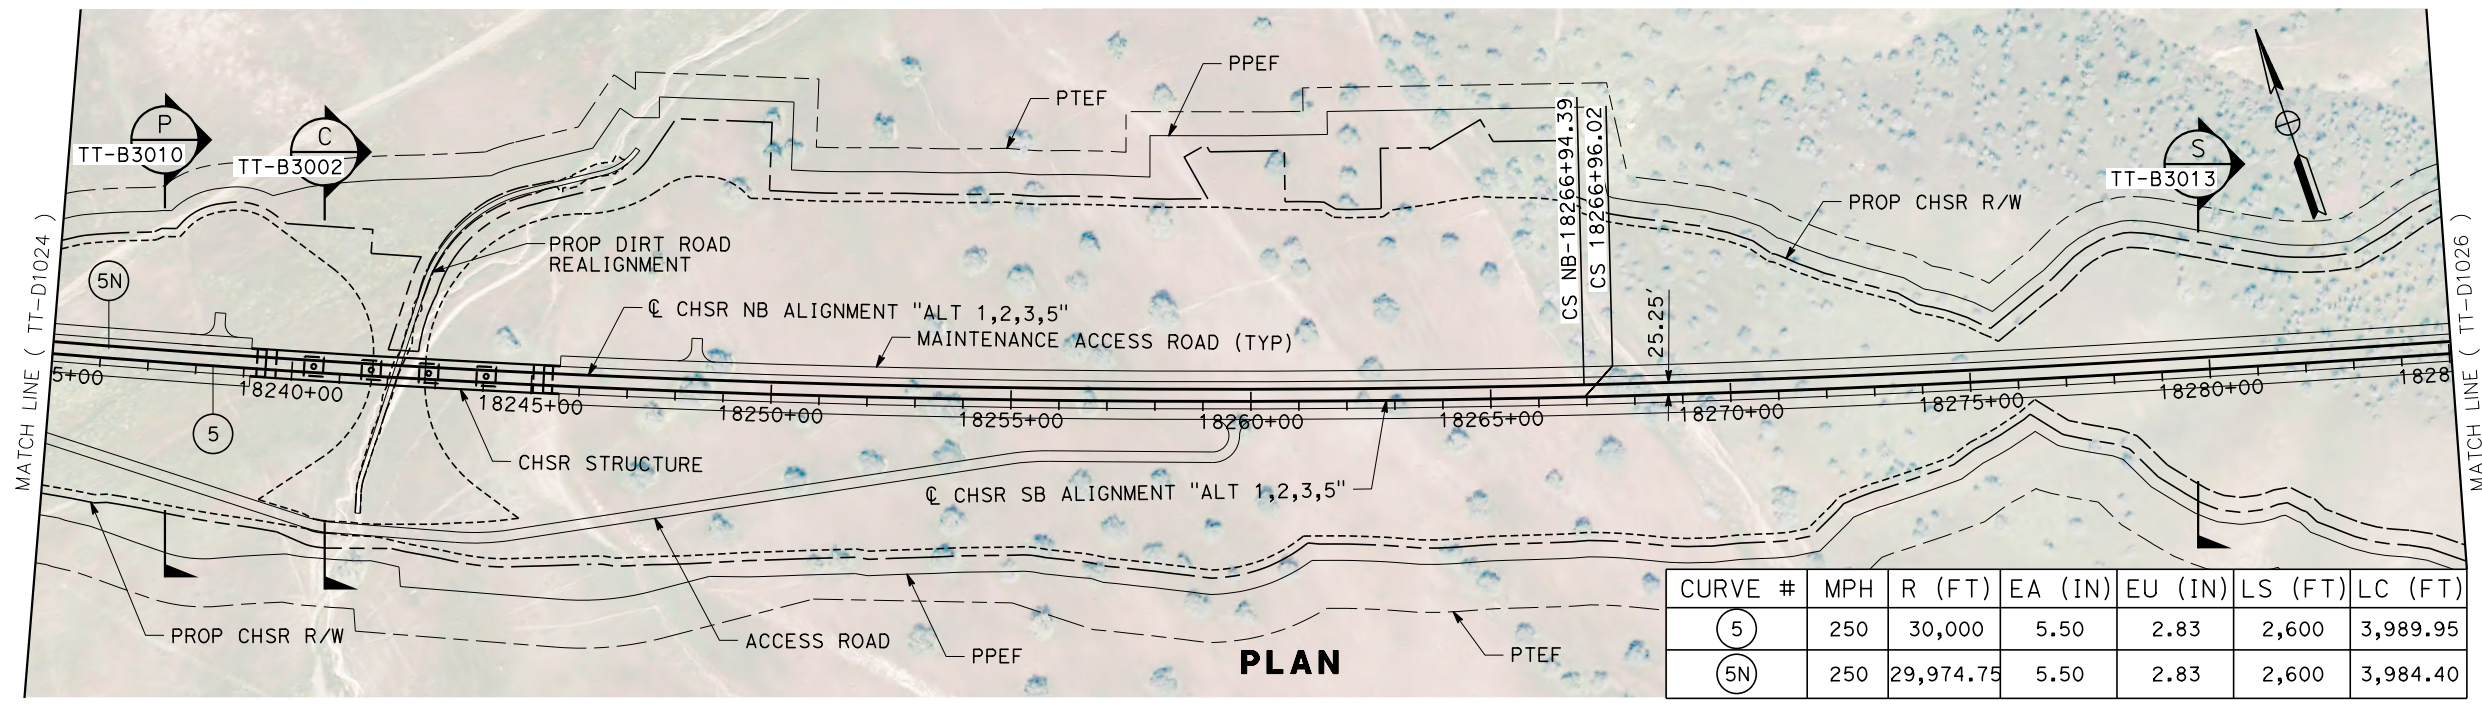 PPEF
PTEF
P
TT-B3010
C
TT-B3002
CS NB-18266+94.39
CS 18266+96.02
S
TT-B3013
PROP CHSR R/W
MATCH LINE ( TT-D1024 )
MATCH LINE ( TT-D1026 )
PROP DIRT ROAD
REALIGNMENT
5N
℄ CHSR NB ALIGNMENT "ALT 1,2,3,5"
MAINTENANCE ACCESS ROAD (TYP)
25.25'
5+00
18240+00
18245+00
18250+00
18255+00
18260+00
18265+00
18270+00
18275+00
18280+00
1828
5
CHSR STRUCTURE
℄ CHSR SB ALIGNMENT "ALT 1,2,3,5"
PROP CHSR R/W
ACCESS ROAD
PPEF
PTEF
PLAN
CURVE # MPH R (FT) EA (IN) EU (IN) LS (FT) LC (FT)
5 250 30,000 5.50 2.83 2,600 3,989.95
5N 250 29,974.75 5.50 2.83 2,600 3,984.40